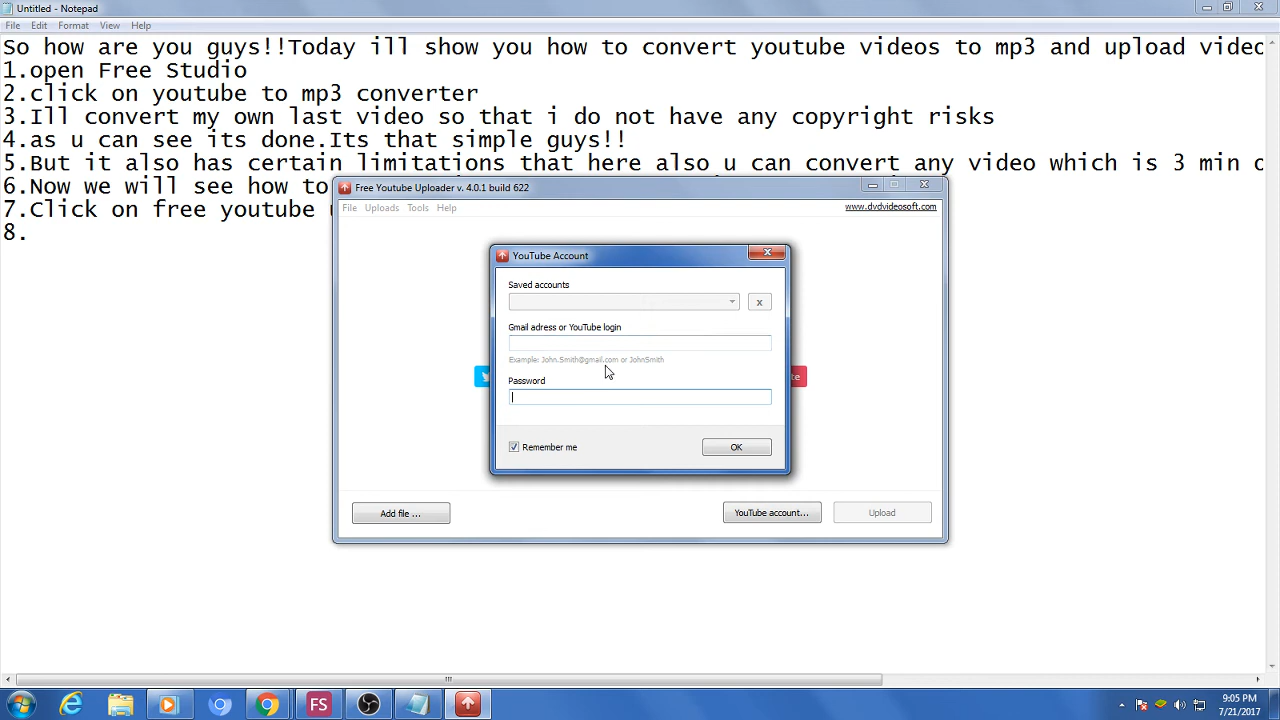 Untitled - Notepad
File Edit Format View Help
So how are you guys!!Today ill show you how to convert youtube videos to mp3 and upload video
1.open Free Studio
2.click on youtube to mp3 converter
3.Ill convert my own last video so that i do not have any copyright risks
4.as u can see its done.Its that simple guys!!
5.But it also has certain limitations that here also u can convert any video which is 3 min
6.Now we will see how to
7.Click on free youtube
8.
Free Youtube Uploader v. 4.0.1 build 622
File Uploads Tools Help
www.dvdvideosoft.com
YouTube Account
Saved accounts
x
Gmail adress or YouTube login
Example: John.Smith@gmail.com or JohnSmith
Password
Remember me
OK
Add file ...
YouTube account...
Upload
FS
9:05 PM
7/21/2017